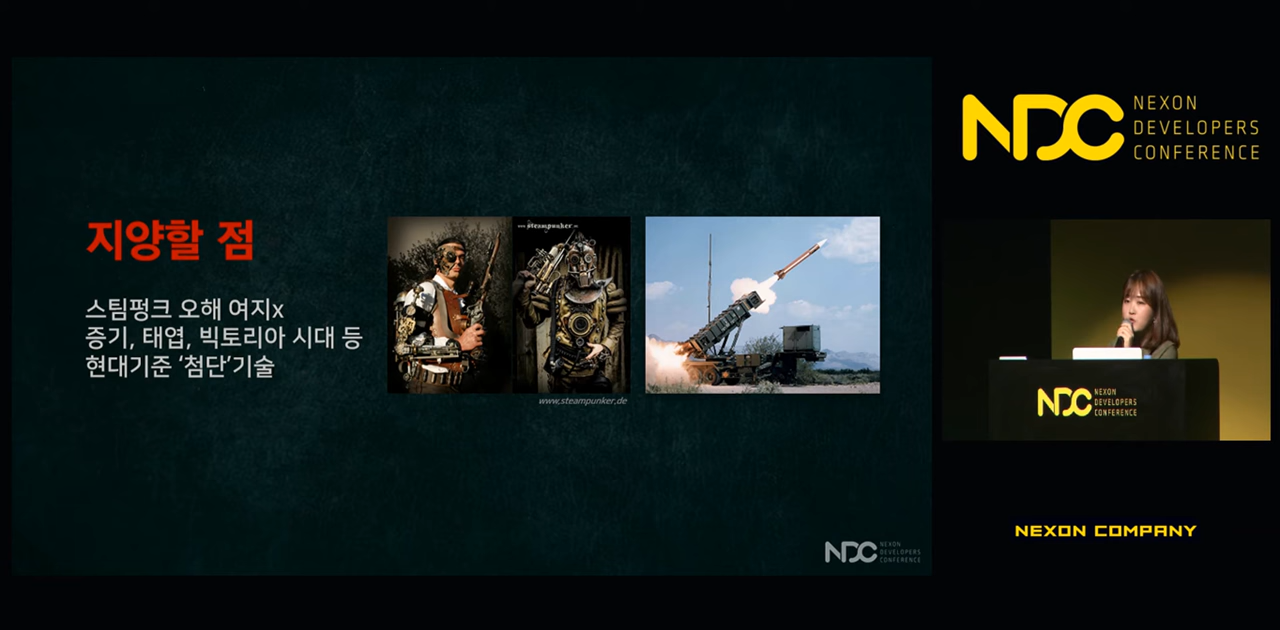 지양할 점
스팀펑크 오해 여지x
증기, 태엽, 빅토리아 시대 등
현대기준 ‘첨단’기술
www.steampunker.de
www.steampunker.de
NDC NEXON
DEVELOPERS
CONFERENCE
NDC NEXON
DEVELOPERS
CONFERENCE
NDC NEXON
DEVELOPERS
CONFERENCE
NEXON COMPANY